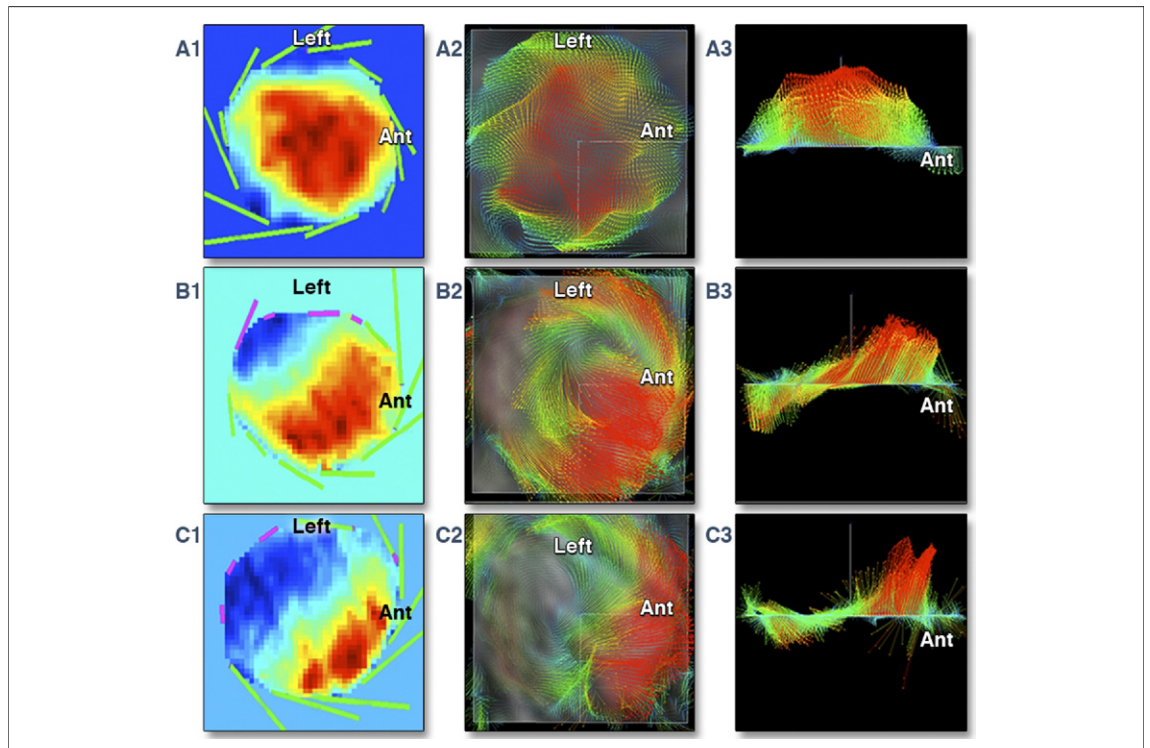 A1
Left
Ant
A2
Left
Ant
A3
Ant
B1
Left
Ant
B2
Left
Ant
B3
Ant
C1
Left
Ant
C2
Left
Ant
C3
Ant